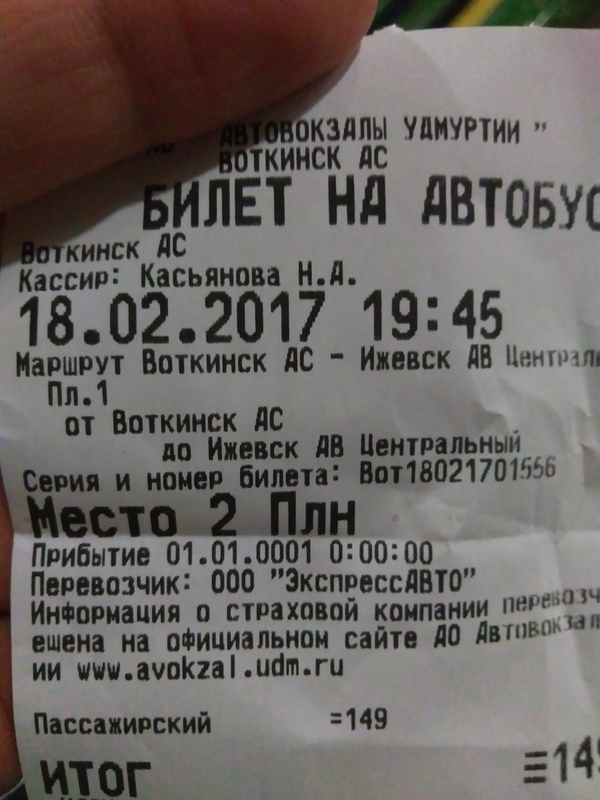 АВТОВОКЗАЛЫ УДМУРТИИ "
ВОТКИНСК АС
БИЛЕТ НА АВТОБУС
Воткинск АС
Кассир: Касьянова Н.А.
18.02.2017 19:45
Маршрут Воткинск АС - Ижевск АВ Централь
Пл.1
от Воткинск АС
до Ижевск АВ Центральный
Серия и номер билета: Вот18021701556
Место 2 Плн
Прибытие 01.01.0001 0:00:00
Перевозчик: ООО "ЭкспрессАВТО"
Информация о страховой компании перевозч
ешена на официальном сайте АО Автовокзал
ии www.avokzal.udm.ru
Пассажирский =149
ИТОГ ≡149